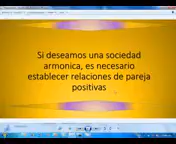 Si deseamos una sociedad
armonica, es necesario
establecer relaciones de pareja
positivas